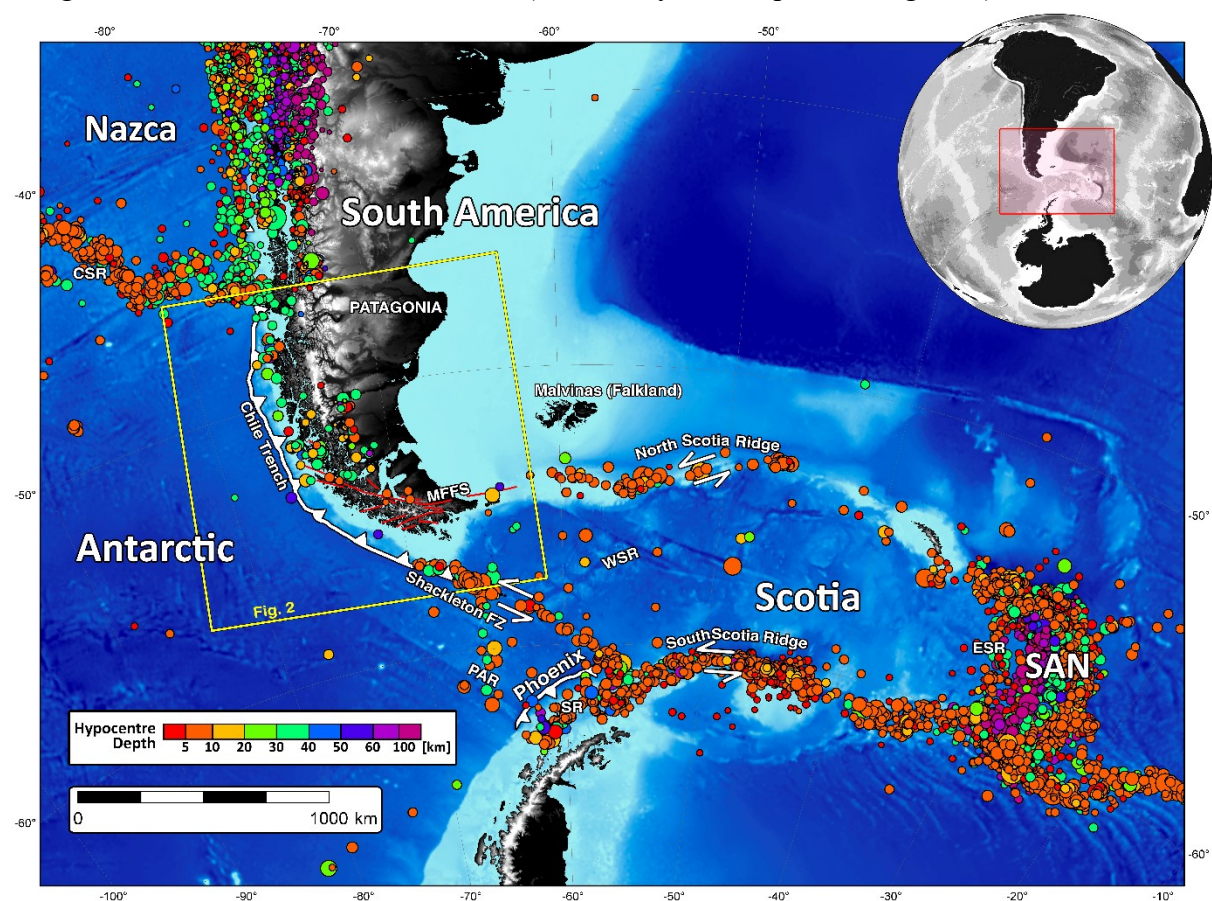 -80°
-70°
-60°
-50°
Nazca
-40°
South America
CSR
PATAGONIA
Malvinas (Falkland)
Chile Trench
North Scotia Ridge
MFFS
-50°
-50°
Antarctic
WSR
Scotia
Shackleton FZ
Fig. 2
SouthScotia Ridge
ESR
SAN
PAR
Phoenix
SR
Hypocentre
Depth
5 10 20 30 40 50 60 100 [km]
0 1000 km
-60°
-60°
-100°
-90°
-80°
-70°
-60°
-50°
-40°
-30°
-20°
-10°